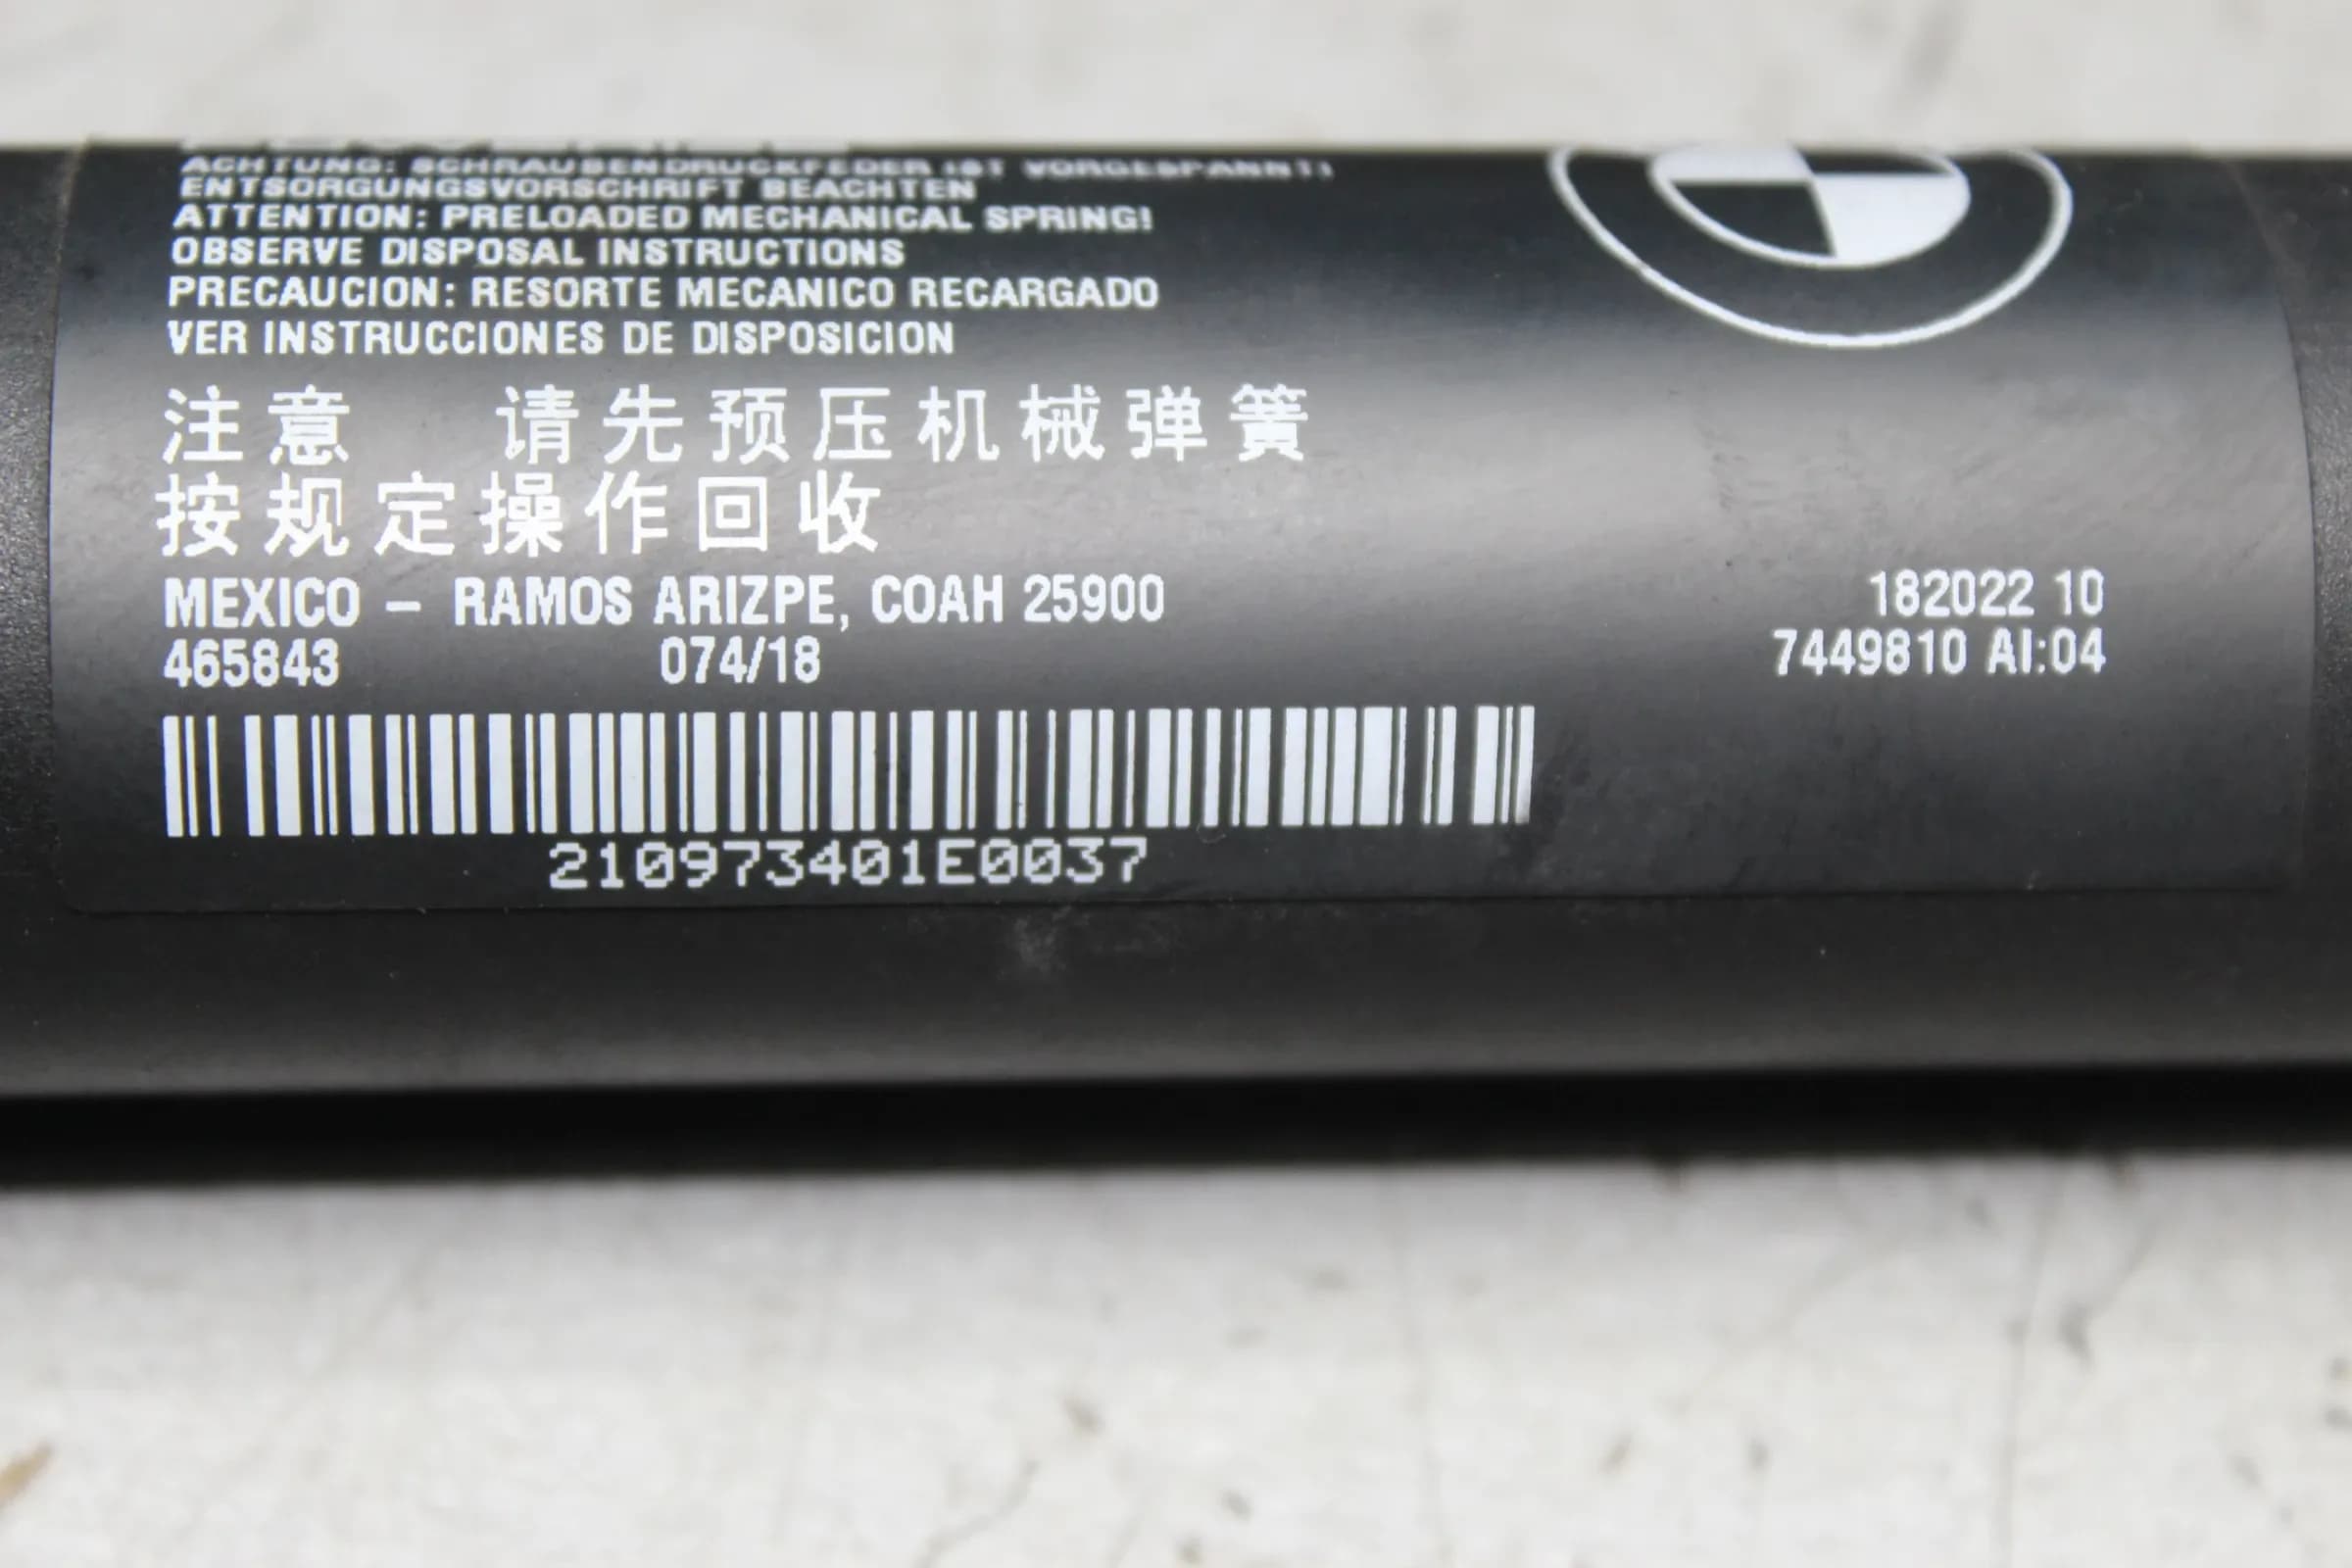 ACHTUNG: SCHRAUBENDRUCKFEDER IST VORGESPANNT!
ENTSORGUNGSVORSCHRIFT BEACHTEN
ATTENTION: PRELOADED MECHANICAL SPRING!
OBSERVE DISPOSAL INSTRUCTIONS
PRECAUCION: RESORTE MECANICO RECARGADO
VER INSTRUCCIONES DE DISPOSICION
注意 请先预压机械弹簧
按规定操作回收
MEXICO – RAMOS ARIZPE, COAH 25900
465843 074/18
182022 10
7449810 AI:04
210973401E0037